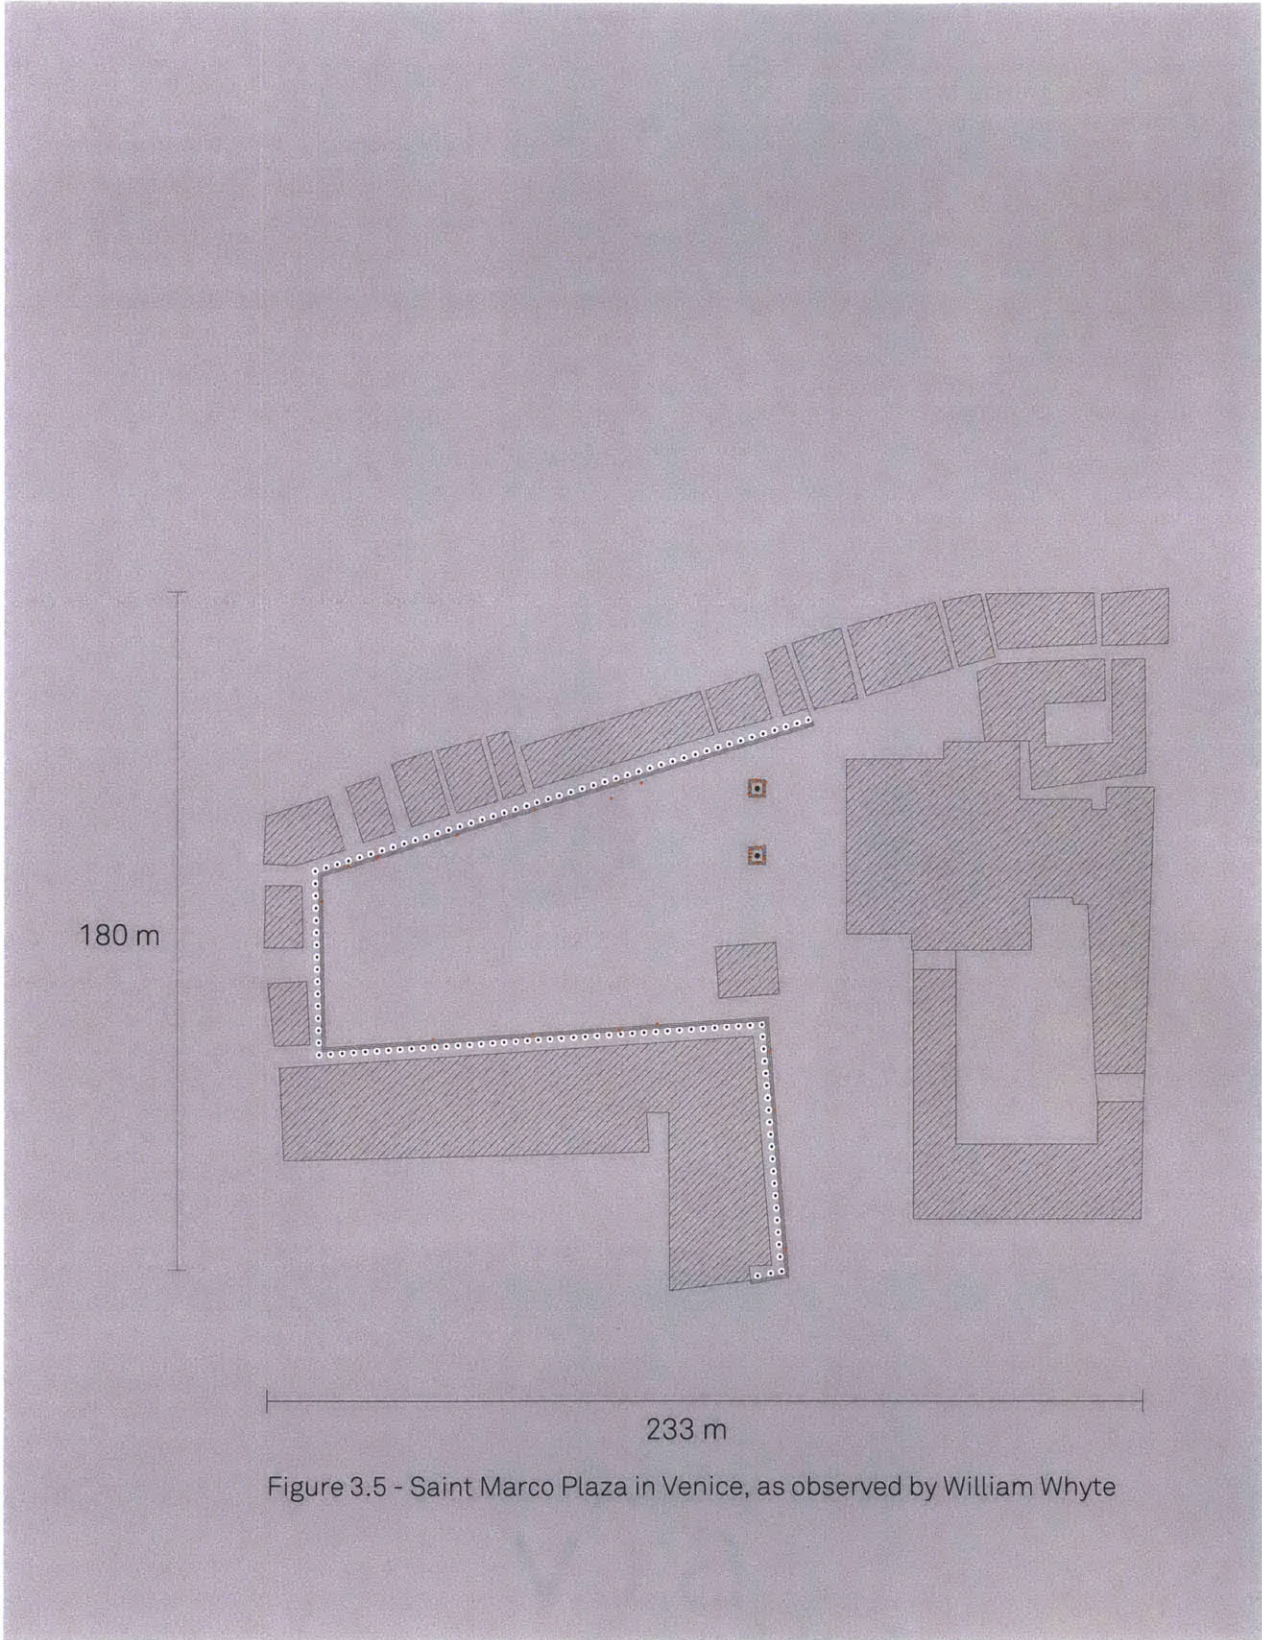 180 m
233 m
Figure 3.5 - Saint Marco Plaza in Venice, as observed by William Whyte